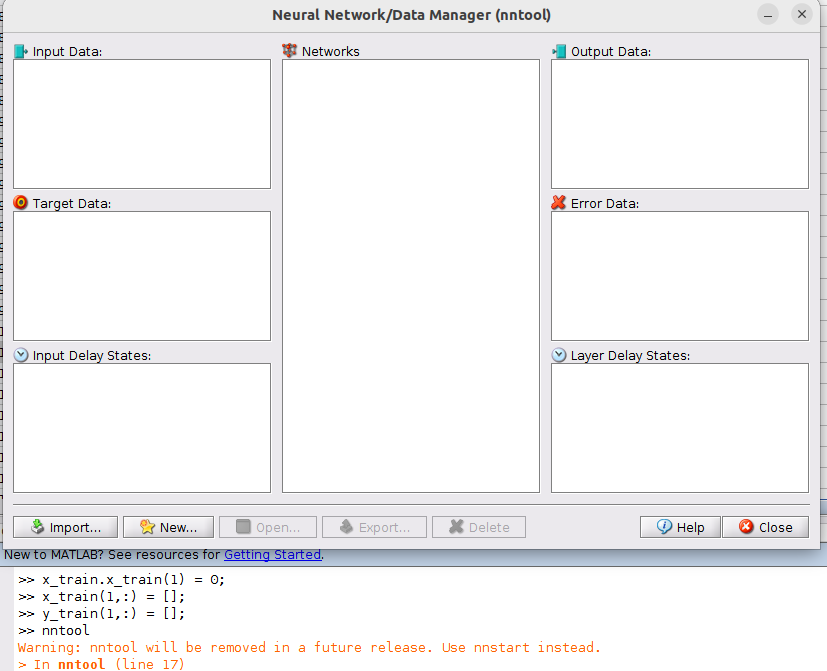 Neural Network/Data Manager (nntool)
Input Data:
Networks
Output Data:
Target Data:
Error Data:
Input Delay States:
Layer Delay States:
Import... New... Open... Export... Delete Help Close
New to MATLAB? See resources for Getting Started.
>> x_train.x_train(1) = 0;
>> x_train(1,:) = [];
>> y_train(1,:) = [];
>> nntool
Warning: nntool will be removed in a future release. Use nnstart instead.
> In nntool (line 17)